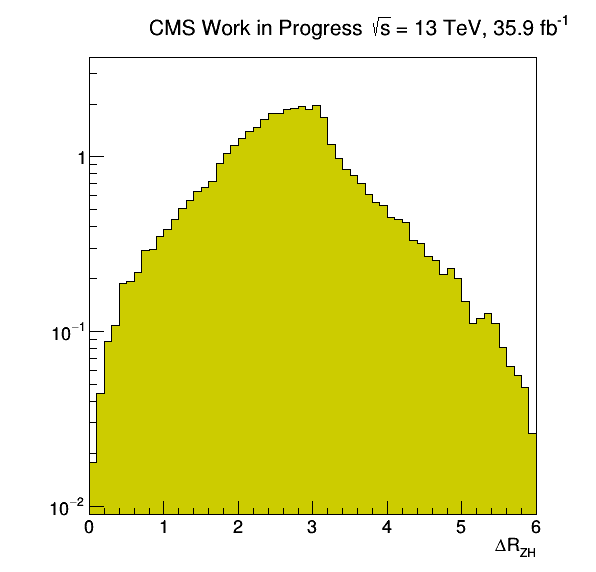 CMS Work in Progress √s = 13 TeV, 35.9 fb⁻¹
1
10⁻¹
10⁻²
0 1 2 3 4 5 6
ΔR_ZH